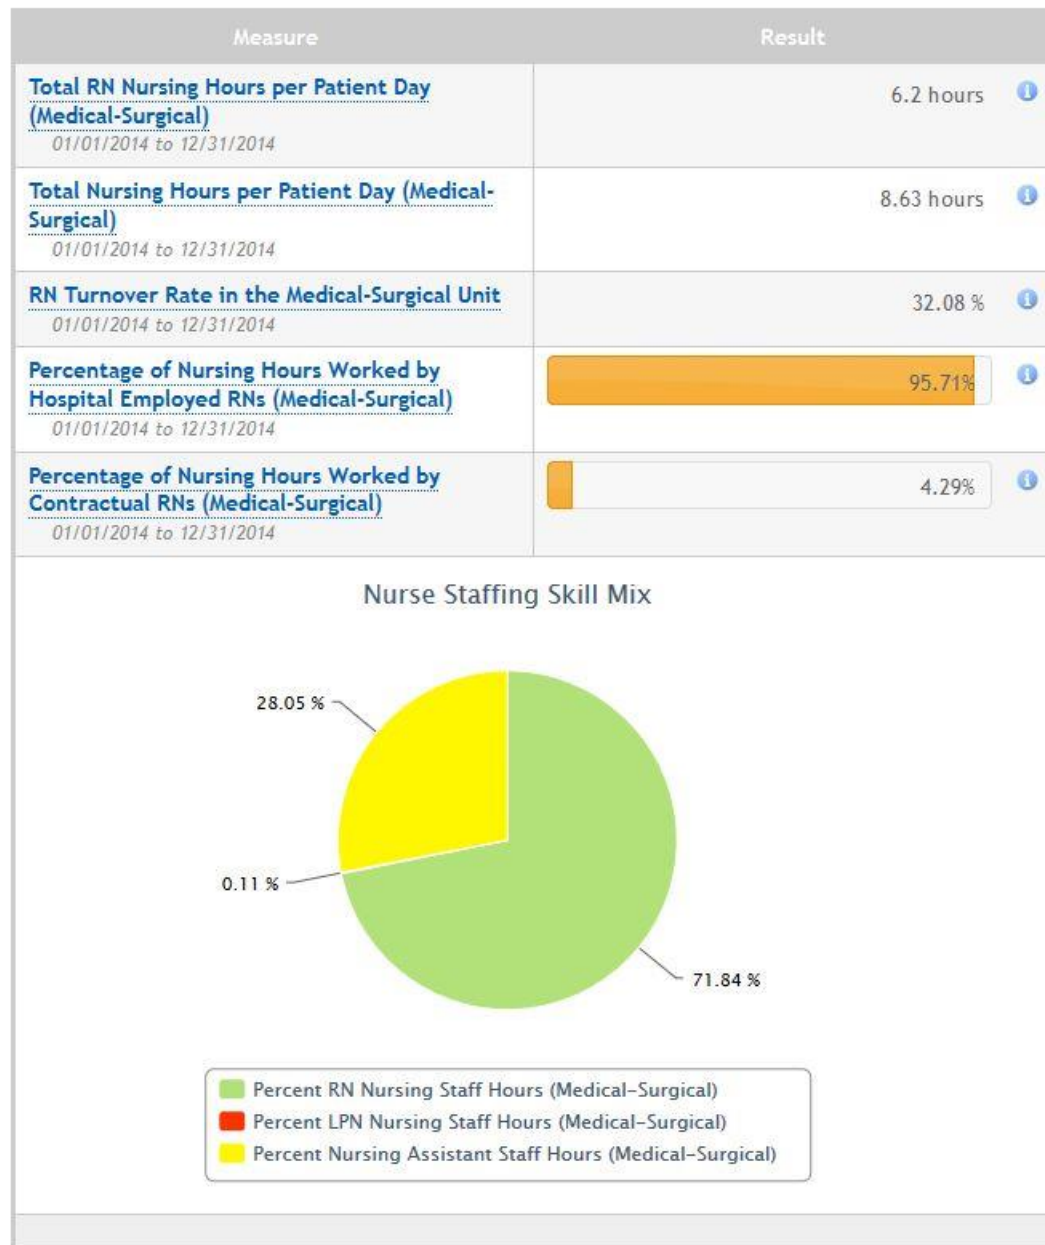 Measure Result
Total RN Nursing Hours per Patient Day
(Medical-Surgical)
01/01/2014 to 12/31/2014
6.2 hours
Total Nursing Hours per Patient Day (Medical-
Surgical)
01/01/2014 to 12/31/2014
8.63 hours
RN Turnover Rate in the Medical-Surgical Unit
01/01/2014 to 12/31/2014
32.08 %
Percentage of Nursing Hours Worked by
Hospital Employed RNs (Medical-Surgical)
01/01/2014 to 12/31/2014
95.71%
Percentage of Nursing Hours Worked by
Contractual RNs (Medical-Surgical)
01/01/2014 to 12/31/2014
4.29%
Nurse Staffing Skill Mix
28.05 %
0.11 %
71.84 %
Percent RN Nursing Staff Hours (Medical-Surgical)
Percent LPN Nursing Staff Hours (Medical-Surgical)
Percent Nursing Assistant Staff Hours (Medical-Surgical)